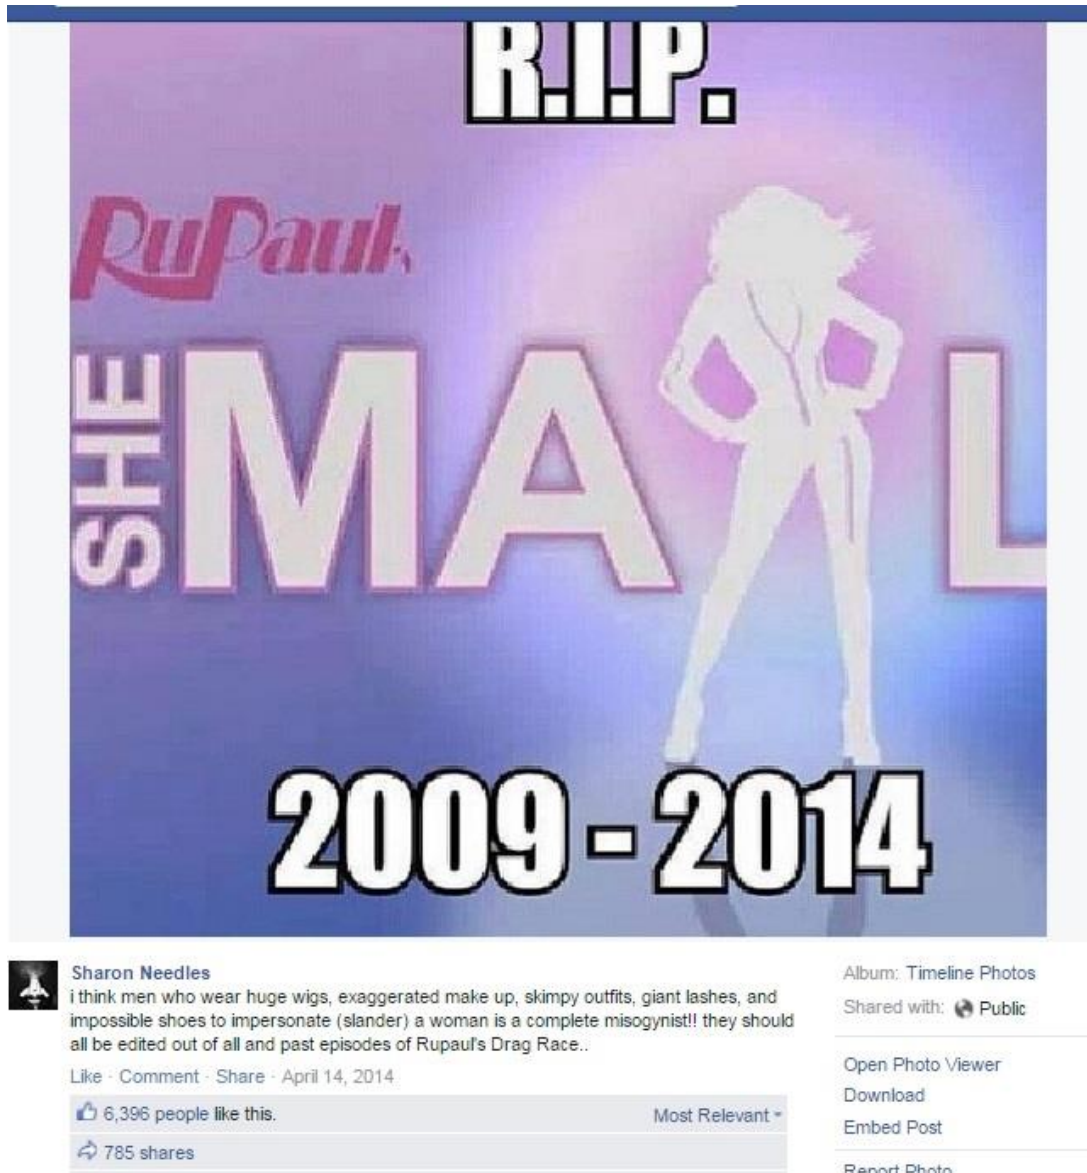 R.I.P.
RuPaul's
SHE MA L
2009 - 2014
Sharon Needles
i think men who wear huge wigs, exaggerated make up, skimpy outfits, giant lashes, and
impossible shoes to impersonate (slander) a woman is a complete misogynist!! they should
all be edited out of all and past episodes of Rupaul's Drag Race..
Like · Comment · Share · April 14, 2014
6,396 people like this.
Most Relevant
785 shares
Album: Timeline Photos
Shared with: Public
Open Photo Viewer
Download
Embed Post
Report Photo